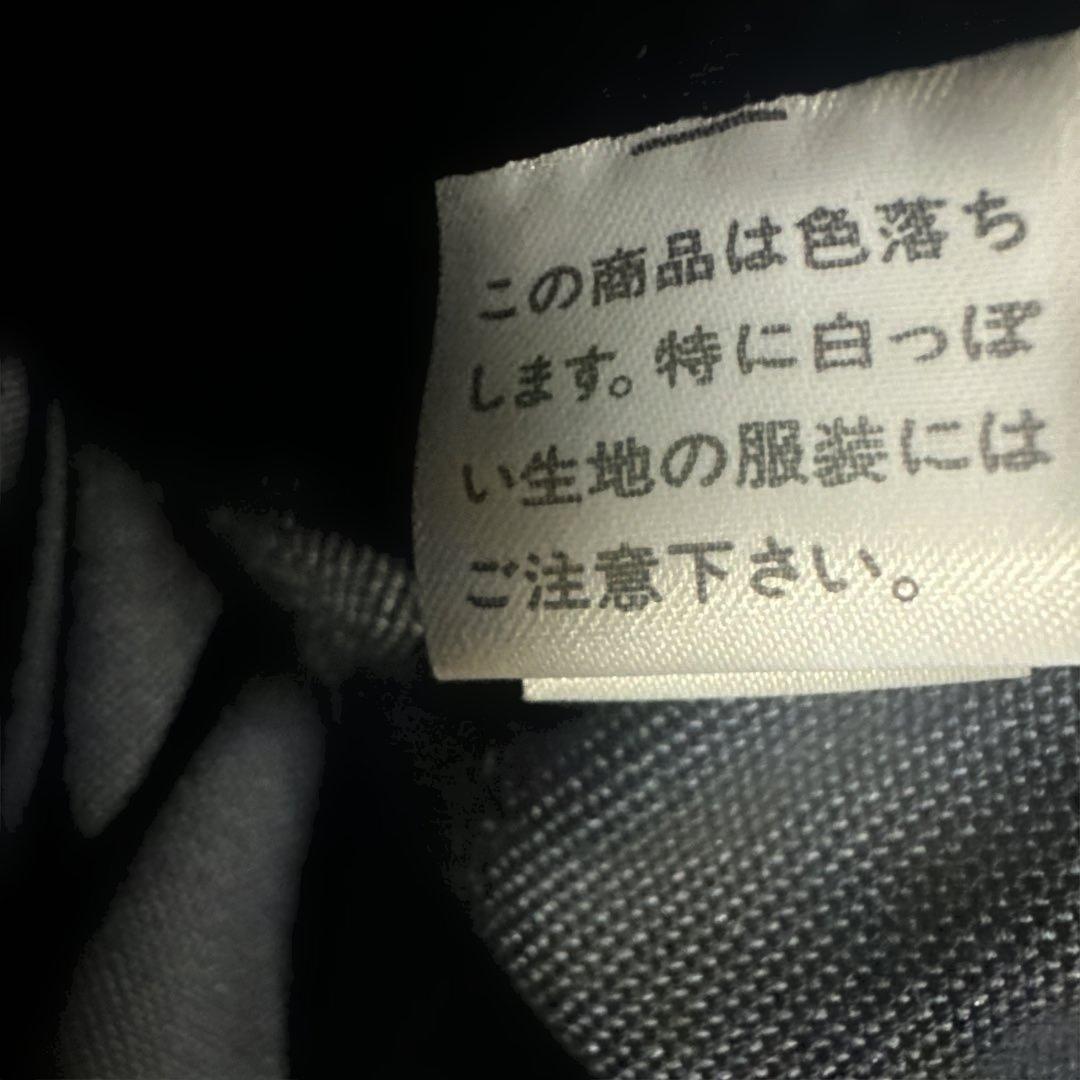 この商品は色落ち
します。特に白っぽ
い生地の服装には
ご注意下さい。